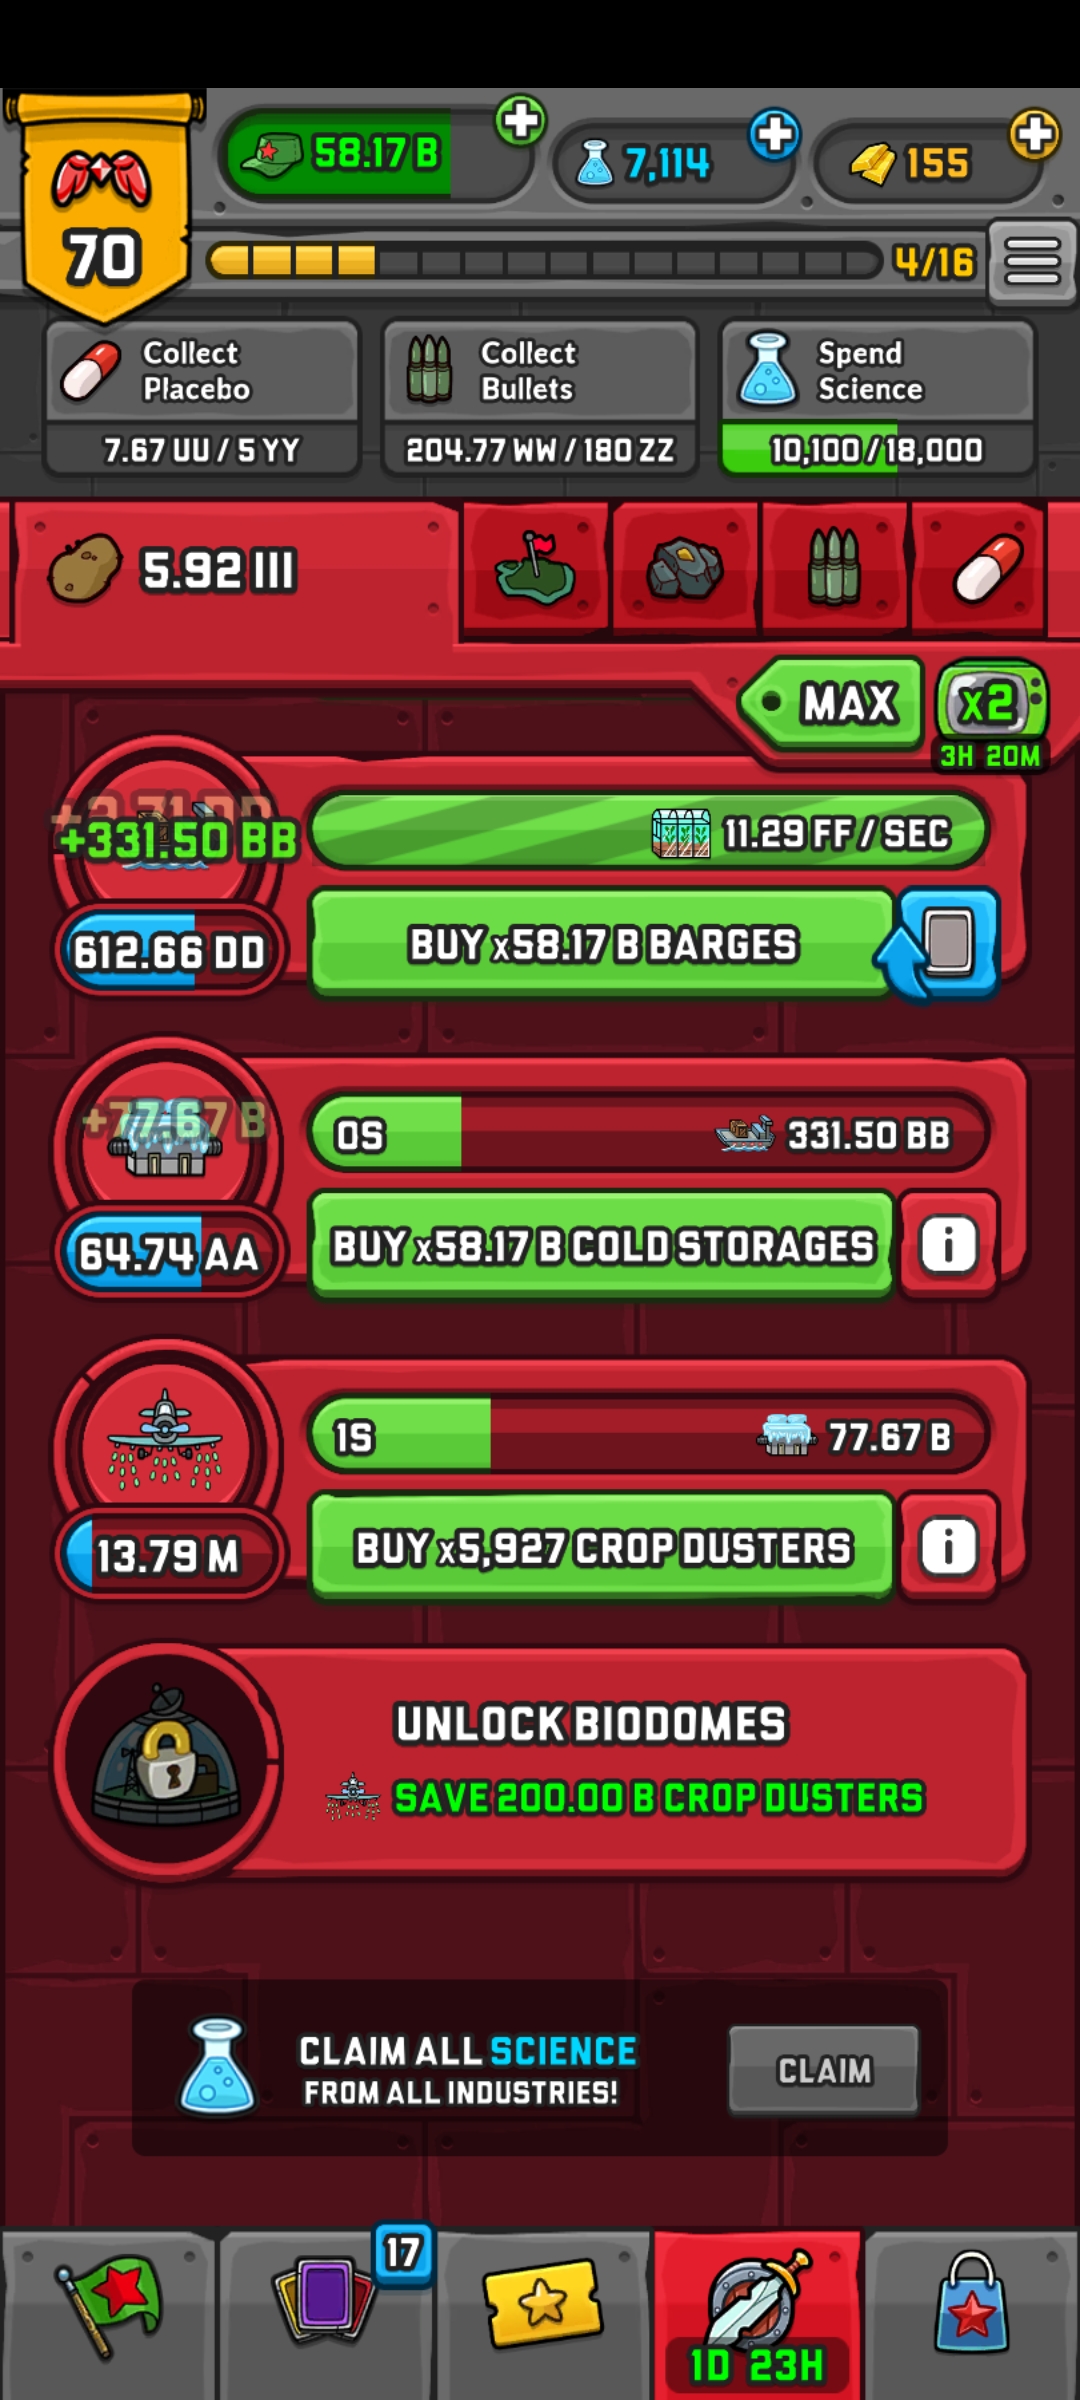 58.17 B
7,114
155
70
4/16
Collect
Placebo
7.67 UU / 5 YY
Collect
Bullets
204.77 WW / 180 ZZ
Spend
Science
10,100 / 18,000
5.92 III
MAX
x2
3H 20M
+331.50 BB
11.29 FF / SEC
612.66 DD
BUY x58.17 B BARGES
+77.67 B
0S
331.50 BB
64.74 AA
BUY x58.17 B COLD STORAGES
i
1S
77.67 B
13.79 M
BUY x5,927 CROP DUSTERS
i
UNLOCK BIODOMES
SAVE 200.00 B CROP DUSTERS
CLAIM ALL SCIENCE
FROM ALL INDUSTRIES!
CLAIM
17
1D 23H